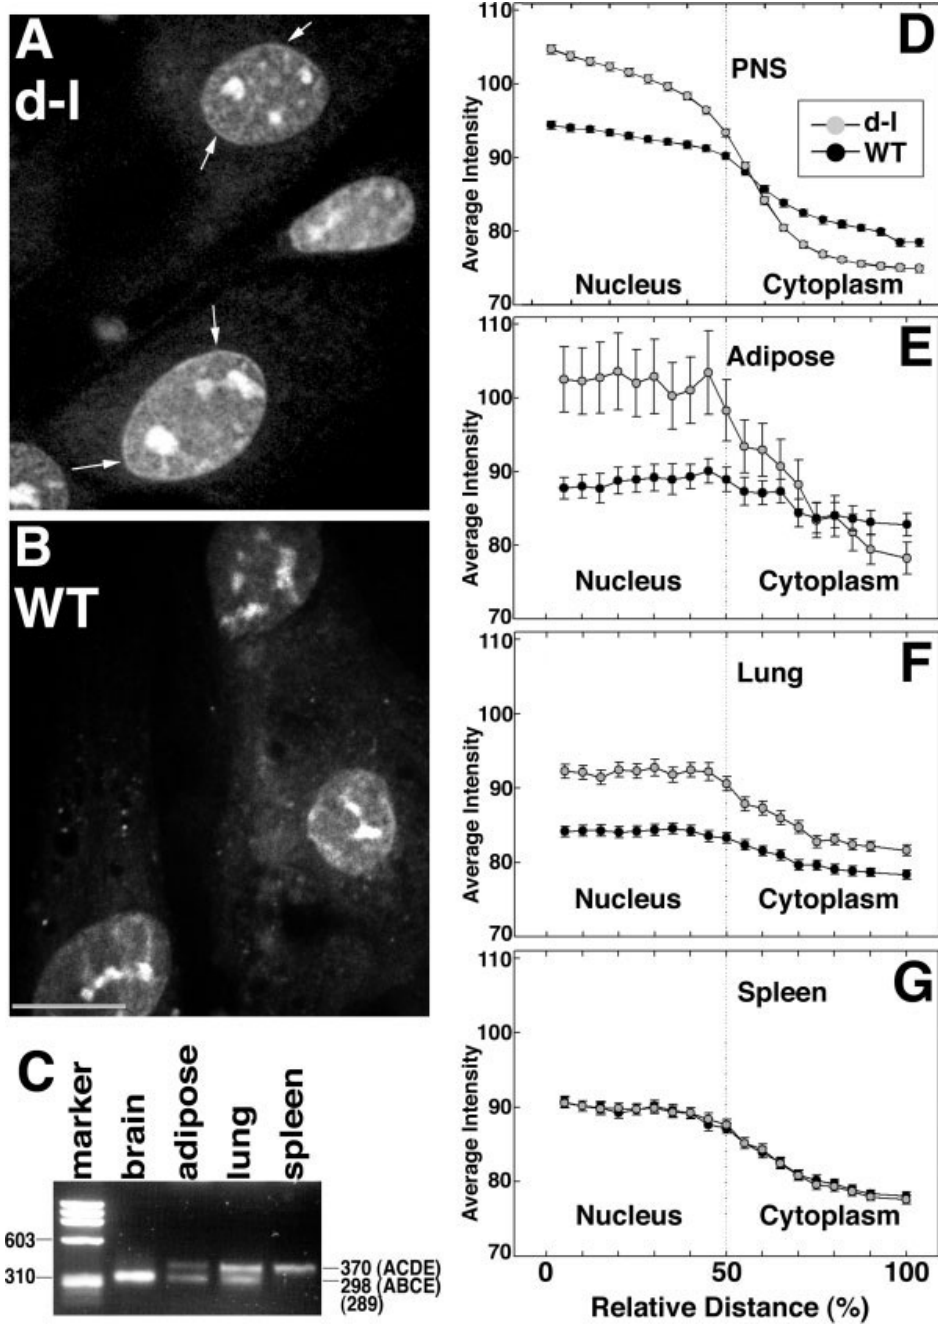 A
d-l
B
WT
C
marker
brain
adipose
lung
spleen
603
310
370 (ACDE)
298 (ABCE)
(289)
D
PNS
d-l
WT
Average Intensity
110
100
90
80
70
Nucleus
Cytoplasm
E
Adipose
Average Intensity
110
100
90
80
70
Nucleus
Cytoplasm
F
Lung
Average Intensity
110
100
90
80
70
Nucleus
Cytoplasm
G
Spleen
Average Intensity
110
100
90
80
70
Nucleus
Cytoplasm
0
50
100
Relative Distance (%)